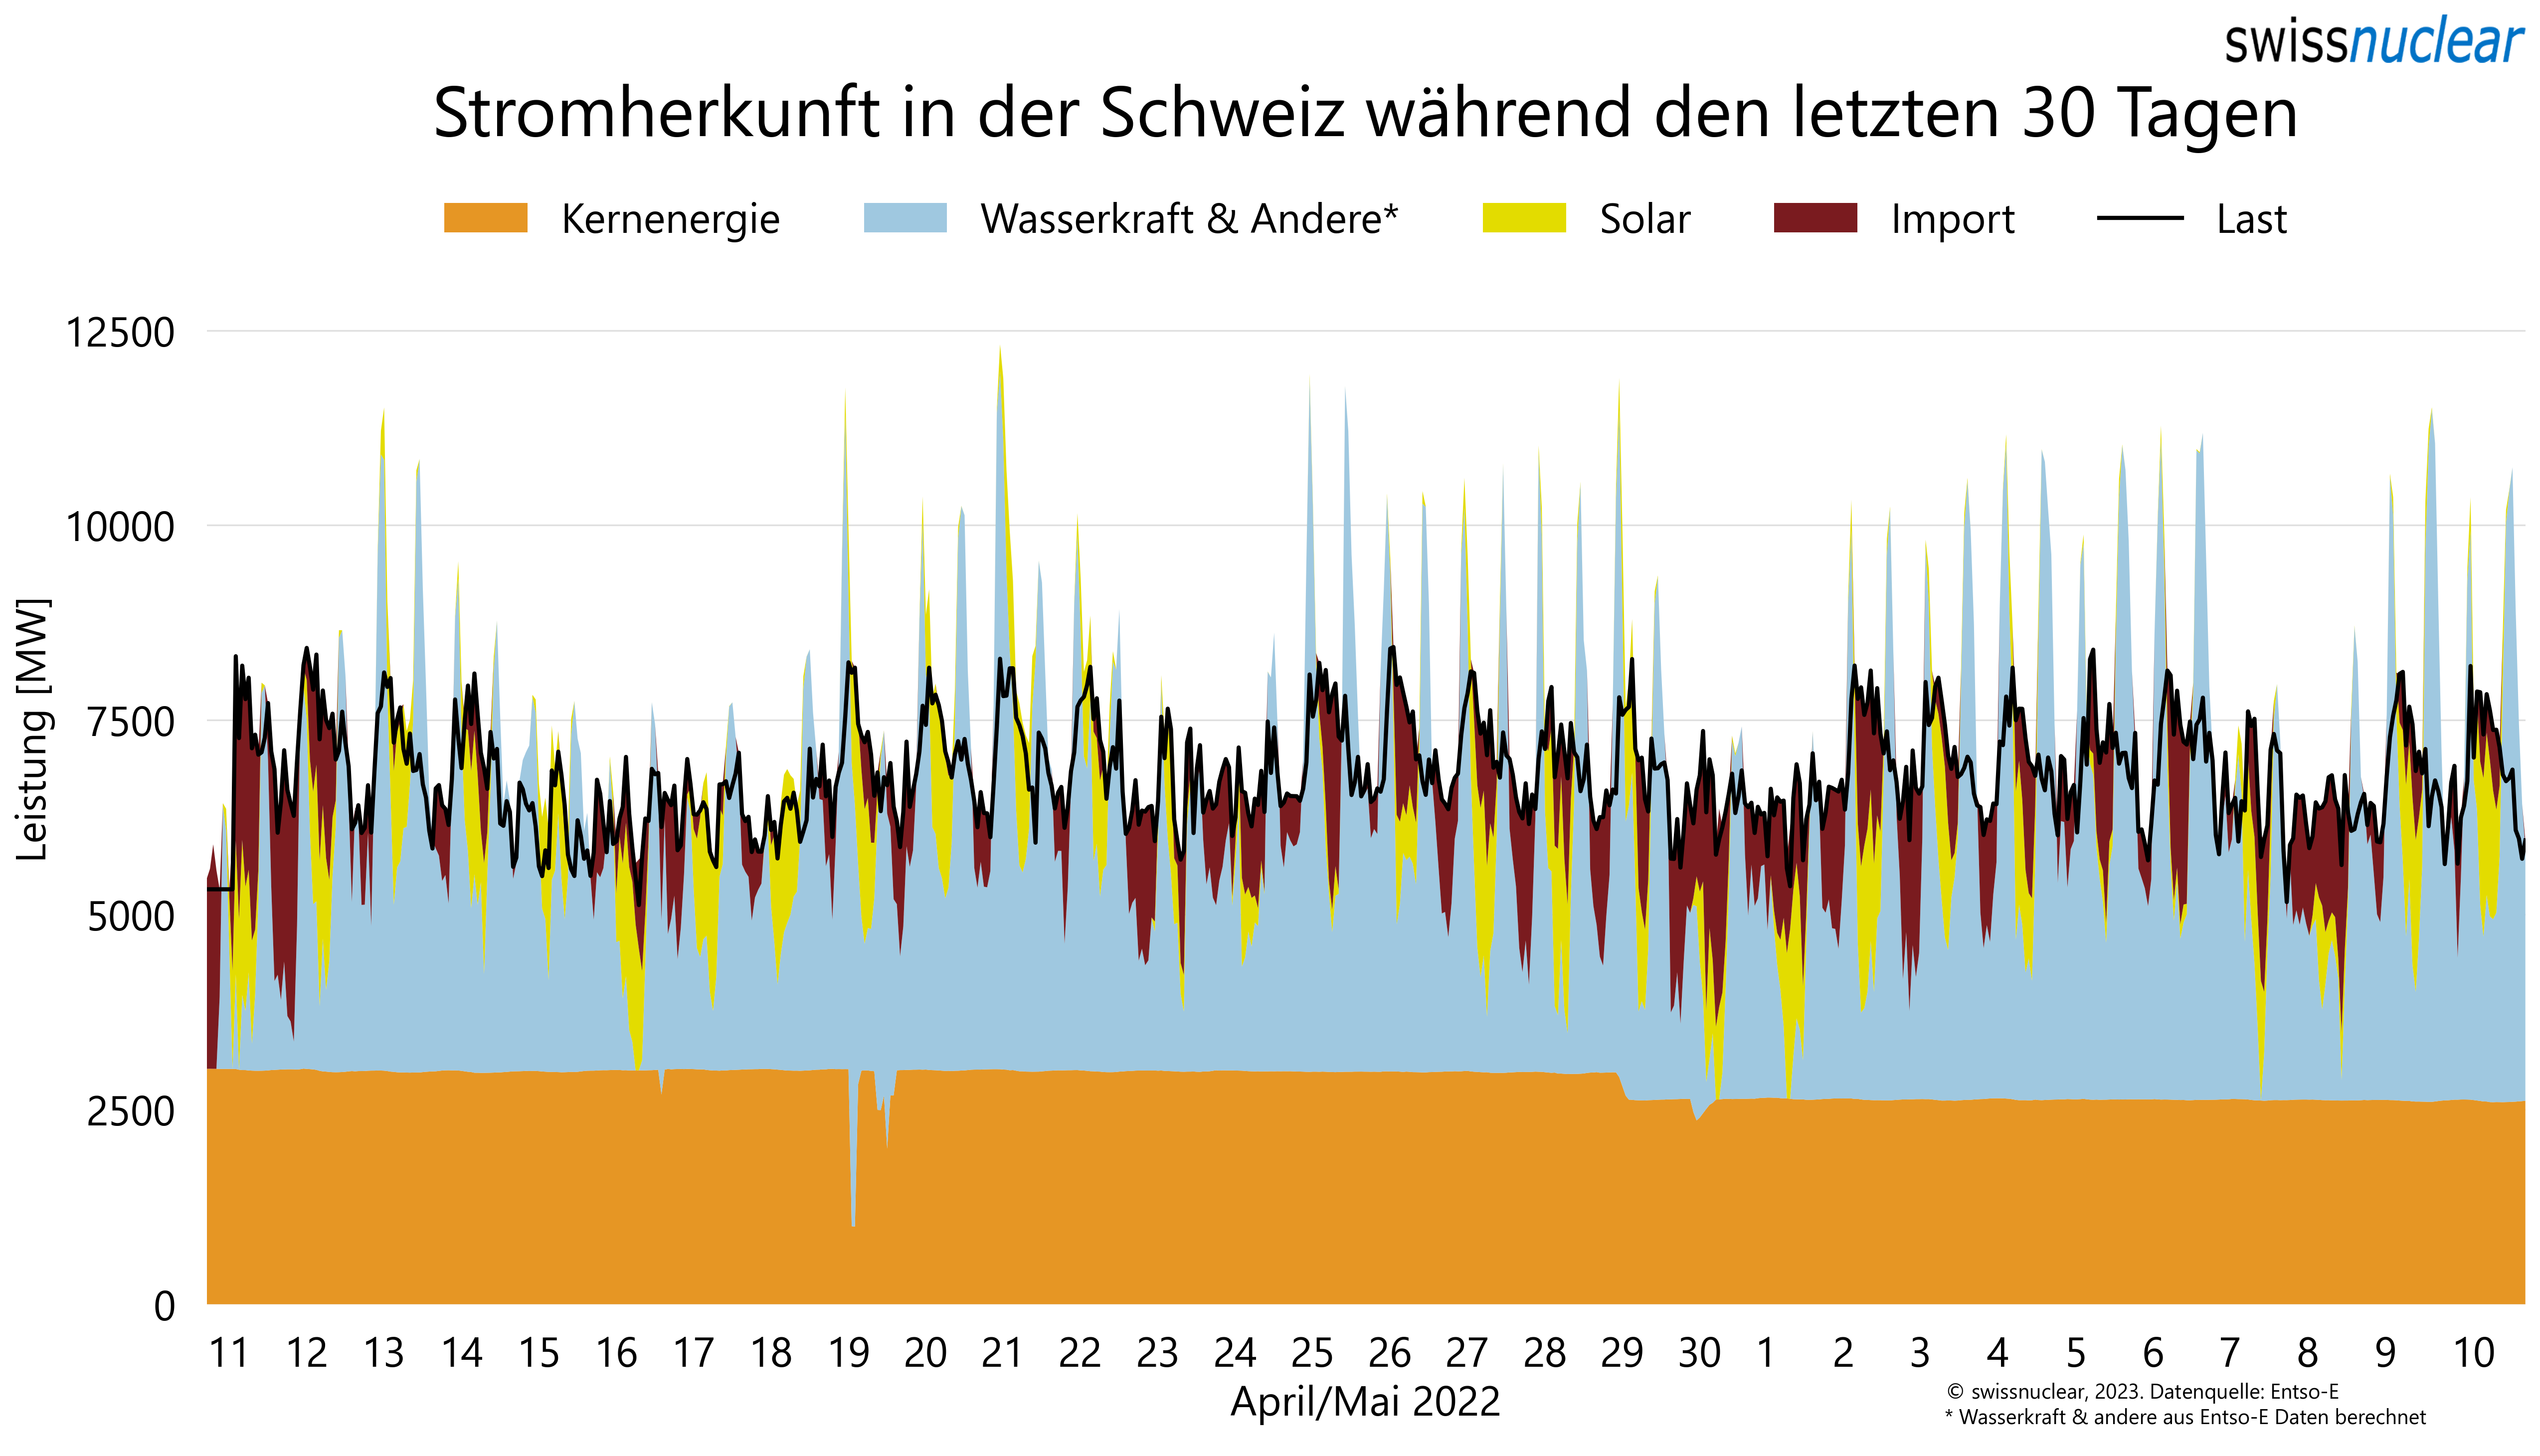 swissnuclear
Stromherkunft in der Schweiz während den letzten 30 Tagen
Kernenergie Wasserkraft & Andere* Solar Import Last
12500
10000
7500
5000
2500
0
Leistung [MW]
11 12 13 14 15 16 17 18 19 20 21 22 23 24 25 26 27 28 29 30 1 2 3 4 5 6 7 8 9 10
April/Mai 2022
© swissnuclear, 2023. Datenquelle: Entso-E
* Wasserkraft & andere aus Entso-E Daten berechnet